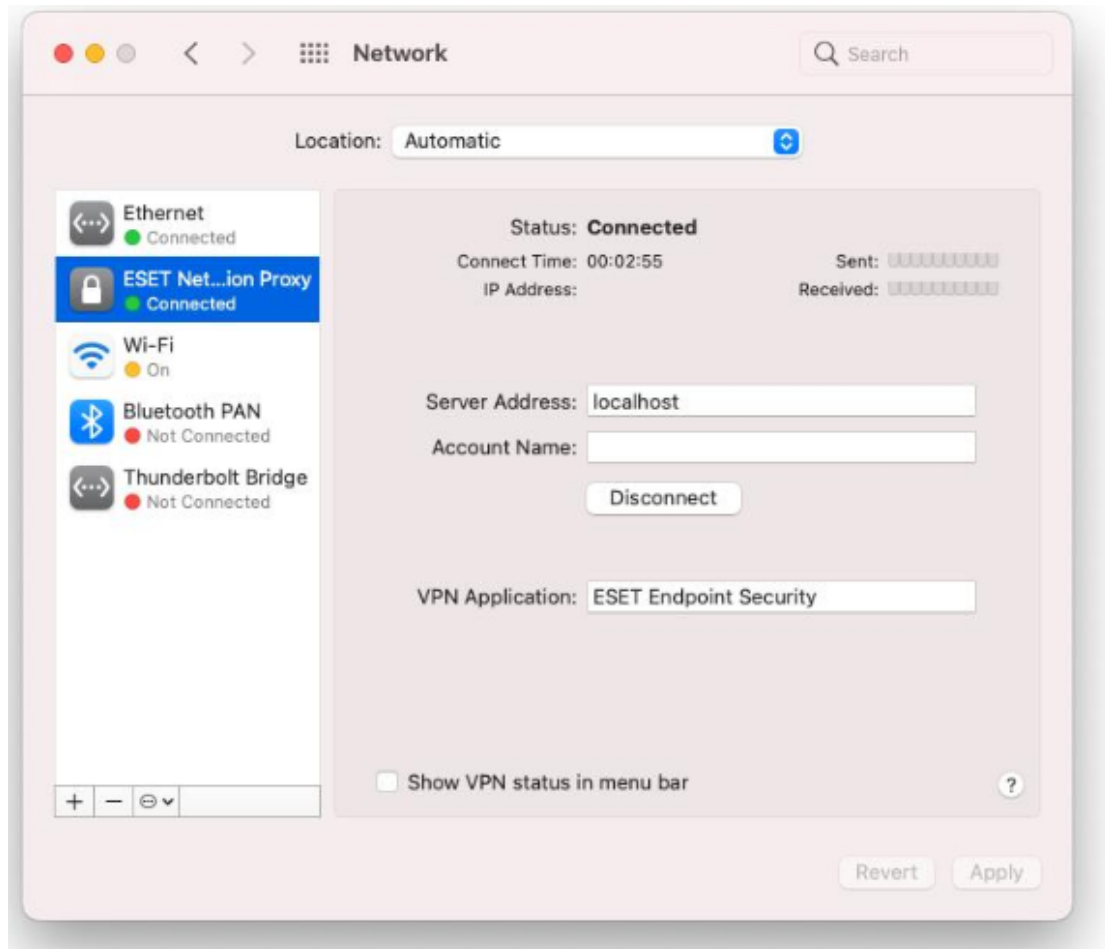 Network
Search
Location: Automatic
Ethernet
Connected
ESET Net...ion Proxy
Connected
Wi-Fi
On
Bluetooth PAN
Not Connected
Thunderbolt Bridge
Not Connected
Status: Connected
Connect Time: 00:02:55 Sent:
IP Address: Received:
Server Address: localhost
Account Name:
Disconnect
VPN Application: ESET Endpoint Security
Show VPN status in menu bar
?
Revert Apply